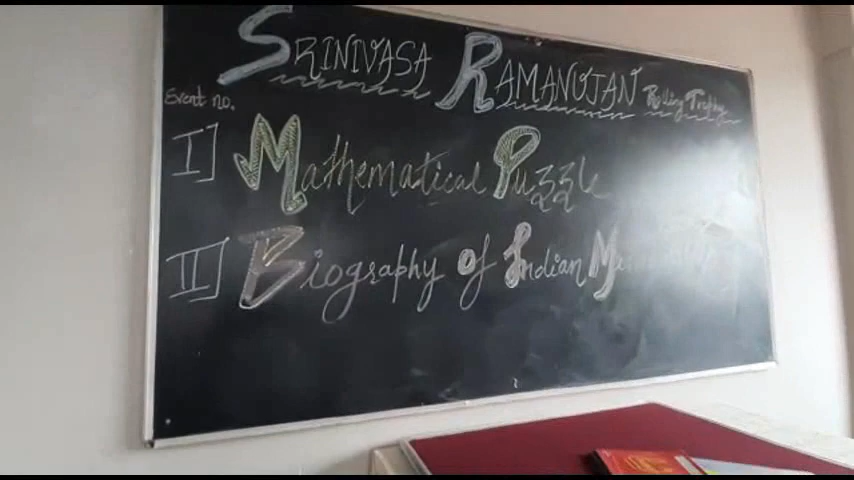 SRINIVASA RAMANUJAN Rolling Trophy
Event no.
I] Mathematical Puzzle
II] Biography of Indian